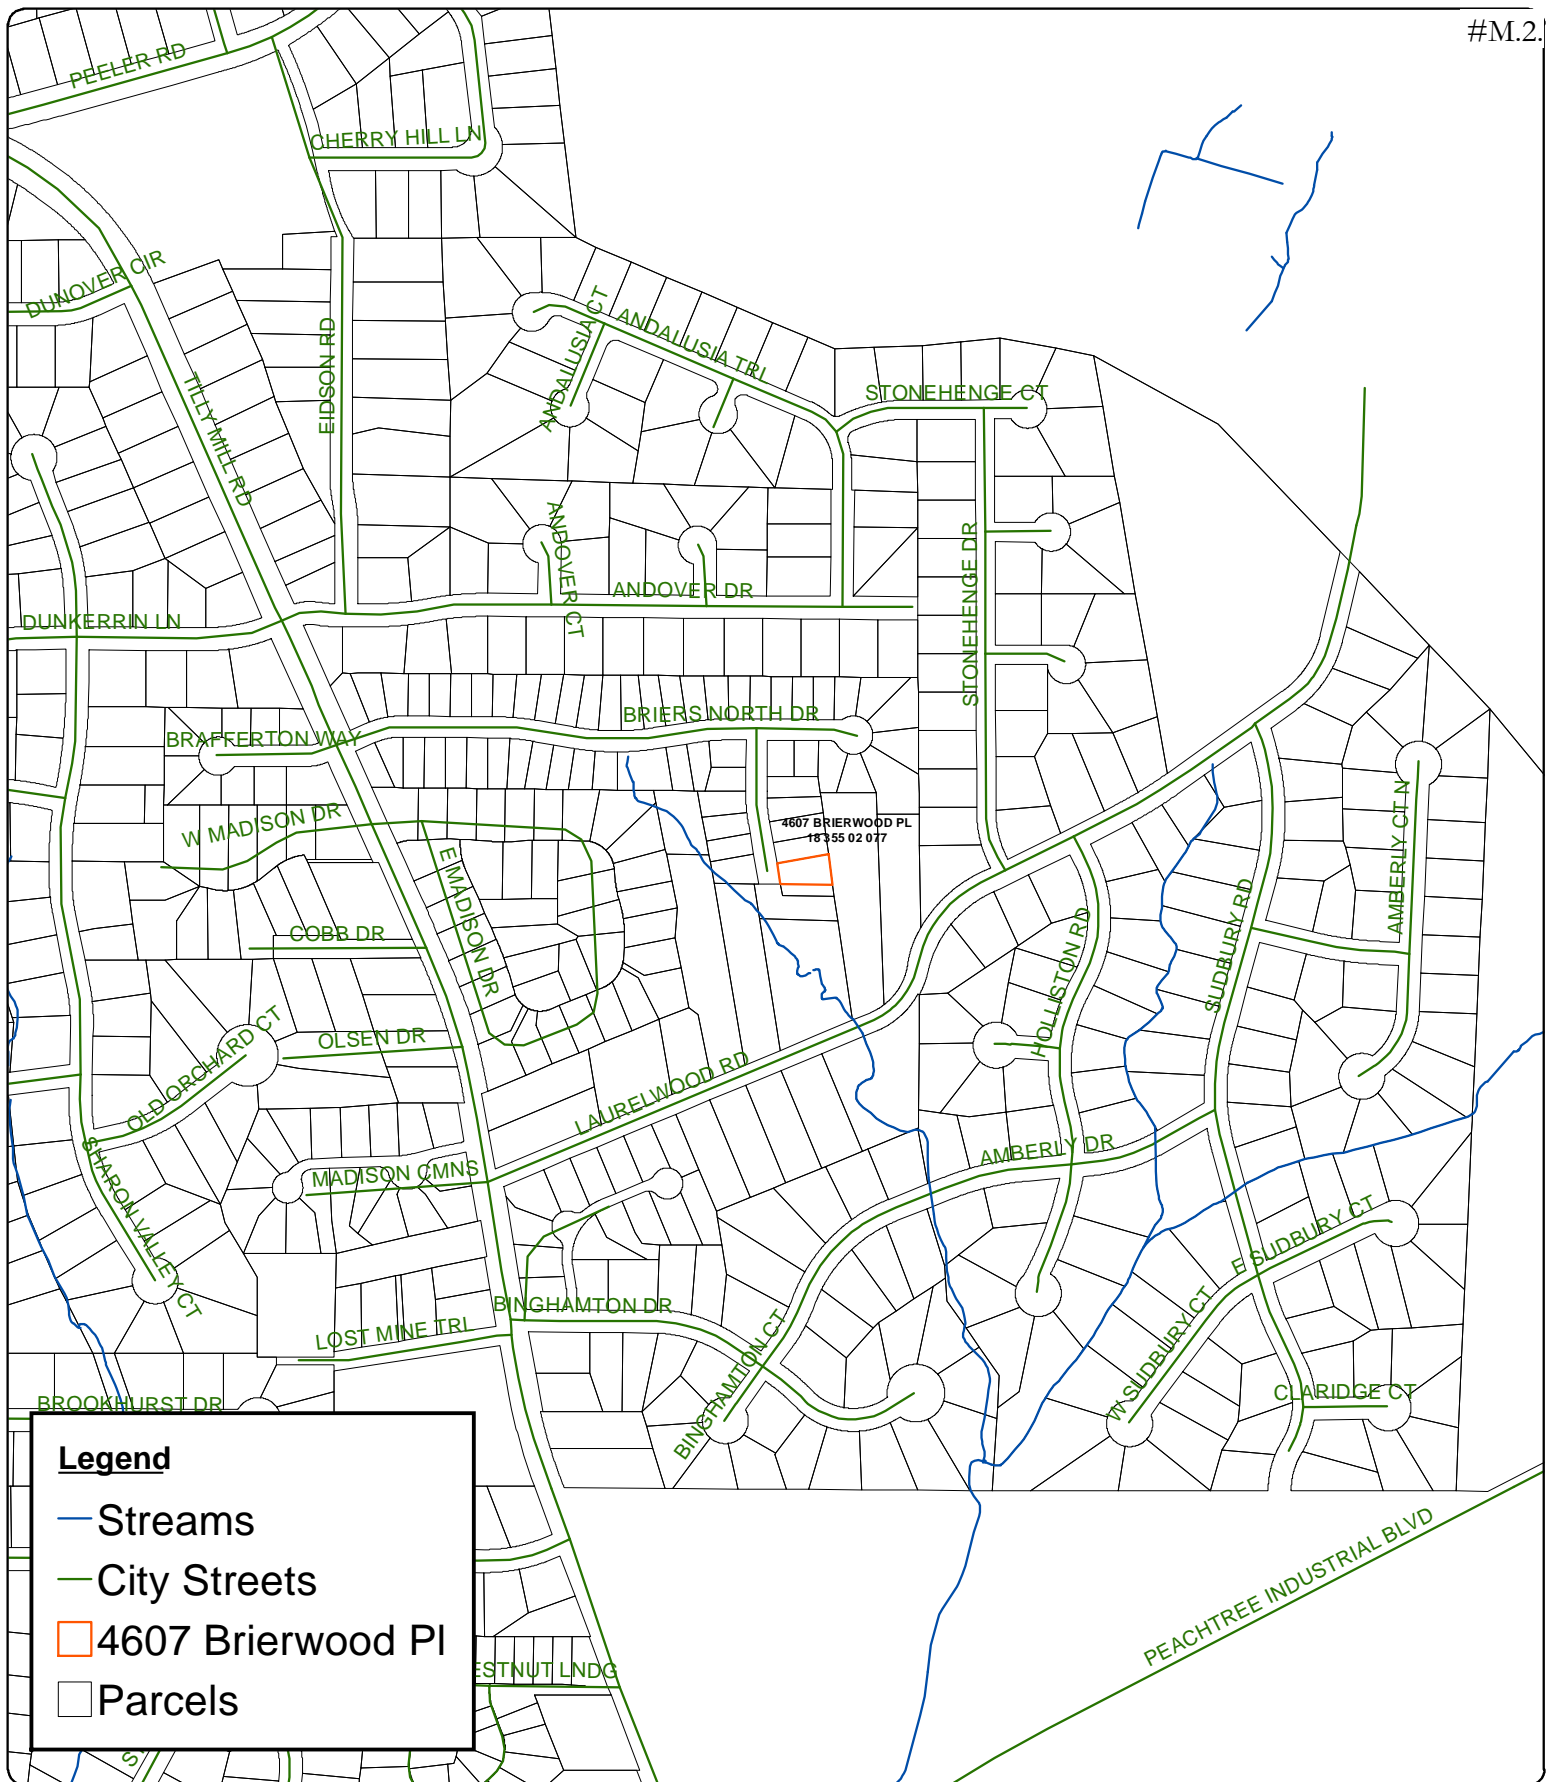 #M.2.
PEELER RD
CHERRY HILL LN
DUNOVER CIR
TILLY MILL RD
EIDSON RD
ANDALUSIA CT
ANDALUSIA TRL
STONEHENGE CT
ANDOVER CT
ANDOVER DR
STONEHENGE DR
DUNKERRIN LN
BRIERS NORTH DR
BRAFFERTON WAY
W MADISON DR
4607 BRIERWOOD PL
18 355 02 077
E MADISON DR
COBB DR
AMBERLY CT N
SUDBURY RD
HOLLISTON RD
OLD ORCHARD CT
OLSEN DR
LAURELWOOD RD
SHARON VALLEY CT
MADISON CMNS
AMBERLY DR
E SUDBURY CT
BINGHAMTON DR
LOST MINE TRL
BINGHAMTON CT
W SUDBURY CT
CLARIDGE CT
BROOKHURST DR
PEACHTREE INDUSTRIAL BLVD
ESTNUT LNDG
Legend
Streams
City Streets
4607 Brierwood Pl
Parcels